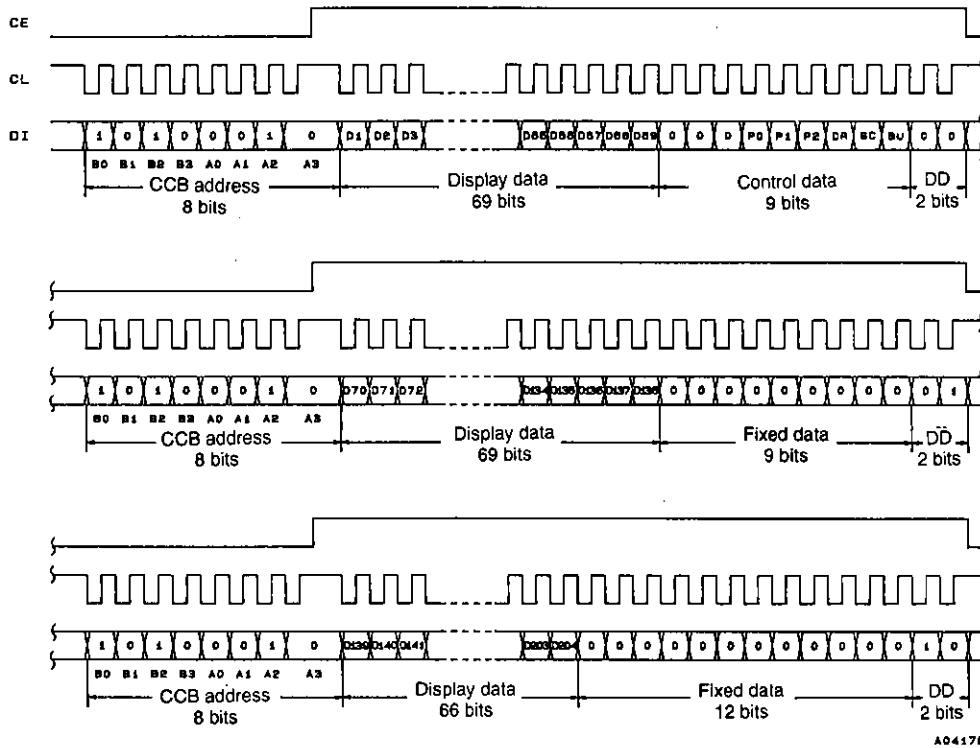 CE
CL
DI 1 0 1 0 0 0 1 0 D1 D2 D3 D65 D66 D67 D68 D69 0 0 0 P0 P1 P2 DR SC BU 0 0
B0 B1 B2 B3 A0 A1 A2 A3
CCB address Display data Control data DD
8 bits 69 bits 9 bits 2 bits
1 0 1 0 0 0 1 0 D70 D71 D72 D134 D135 D136 D137 D138 0 0 0 0 0 0 0 0 0 0 1
B0 B1 B2 B3 A0 A1 A2 A3
CCB address Display data Fixed data DD
8 bits 69 bits 9 bits 2 bits
1 0 1 0 0 0 1 0 D139 D140 D141 D203 D204 0 0 0 0 0 0 0 0 0 0 0 0 1 0
B0 B1 B2 B3 A0 A1 A2 A3
CCB address Display data Fixed data DD
8 bits 66 bits 12 bits 2 bits